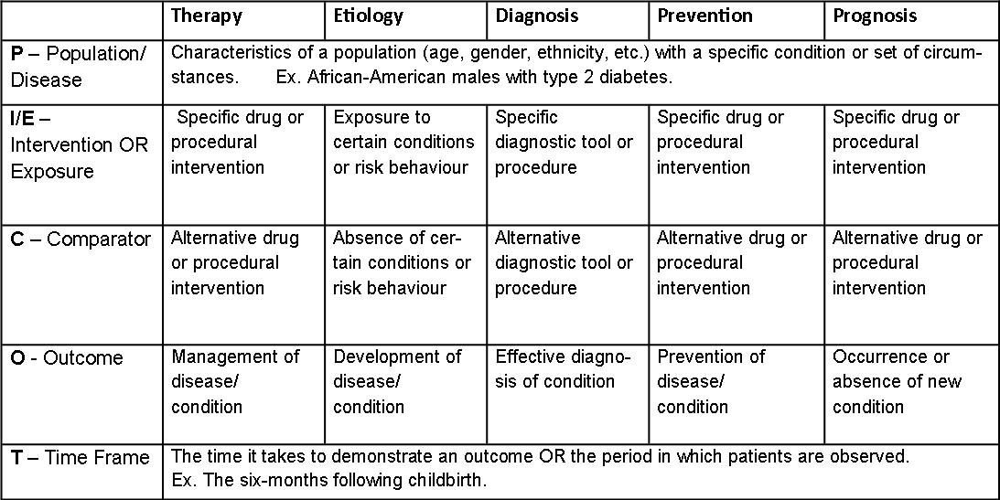 Therapy Etiology Diagnosis Prevention Prognosis
P – Population/
Disease
Characteristics of a population (age, gender, ethnicity, etc.) with a specific condition or set of circum-
stances. Ex. African-American males with type 2 diabetes.
I/E –
Intervention OR
Exposure
Specific drug or
procedural
intervention
Exposure to
certain conditions
or risk behaviour
Specific
diagnostic tool or
procedure
Specific drug or
procedural
intervention
Specific drug or
procedural
intervention
C – Comparator
Alternative drug
or procedural
intervention
Absence of cer-
tain conditions or
risk behaviour
Alternative
diagnostic tool or
procedure
Alternative drug or
procedural
intervention
Alternative drug or
procedural
intervention
O - Outcome
Management of
disease/
condition
Development of
disease/
condition
Effective diagno-
sis of condition
Prevention of
disease/
condition
Occurrence or
absence of new
condition
T – Time Frame
The time it takes to demonstrate an outcome OR the period in which patients are observed.
Ex. The six-months following childbirth.